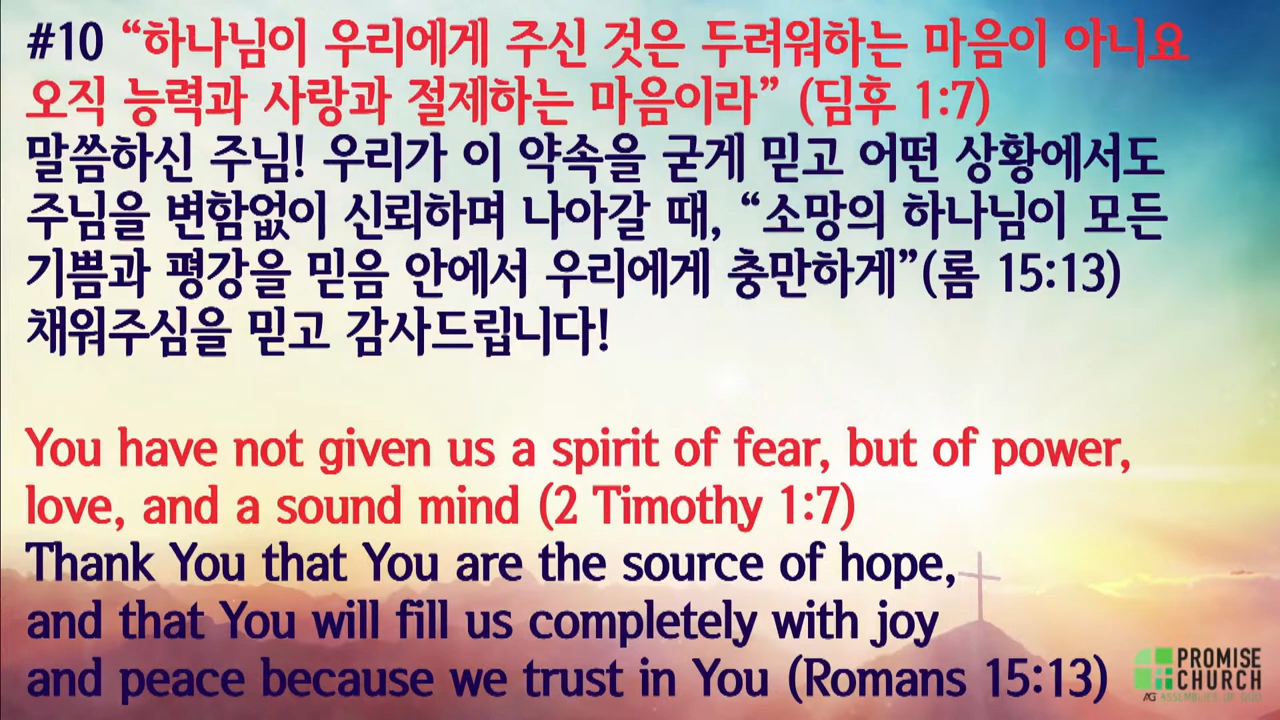 #10 “하나님이 우리에게 주신 것은 두려워하는 마음이 아니요
오직 능력과 사랑과 절제하는 마음이라” (딤후 1:7)
말씀하신 주님! 우리가 이 약속을 굳게 믿고 어떤 상황에서도
주님을 변함없이 신뢰하며 나아갈 때, “소망의 하나님이 모든
기쁨과 평강을 믿음 안에서 우리에게 충만하게”(롬 15:13)
채워주심을 믿고 감사드립니다!
You have not given us a spirit of fear, but of power,
love, and a sound mind (2 Timothy 1:7)
Thank You that You are the source of hope,
and that You will fill us completely with joy
and peace because we trust in You (Romans 15:13)
PROMISE
CHURCH
AG ASSEMBLIES OF GOD